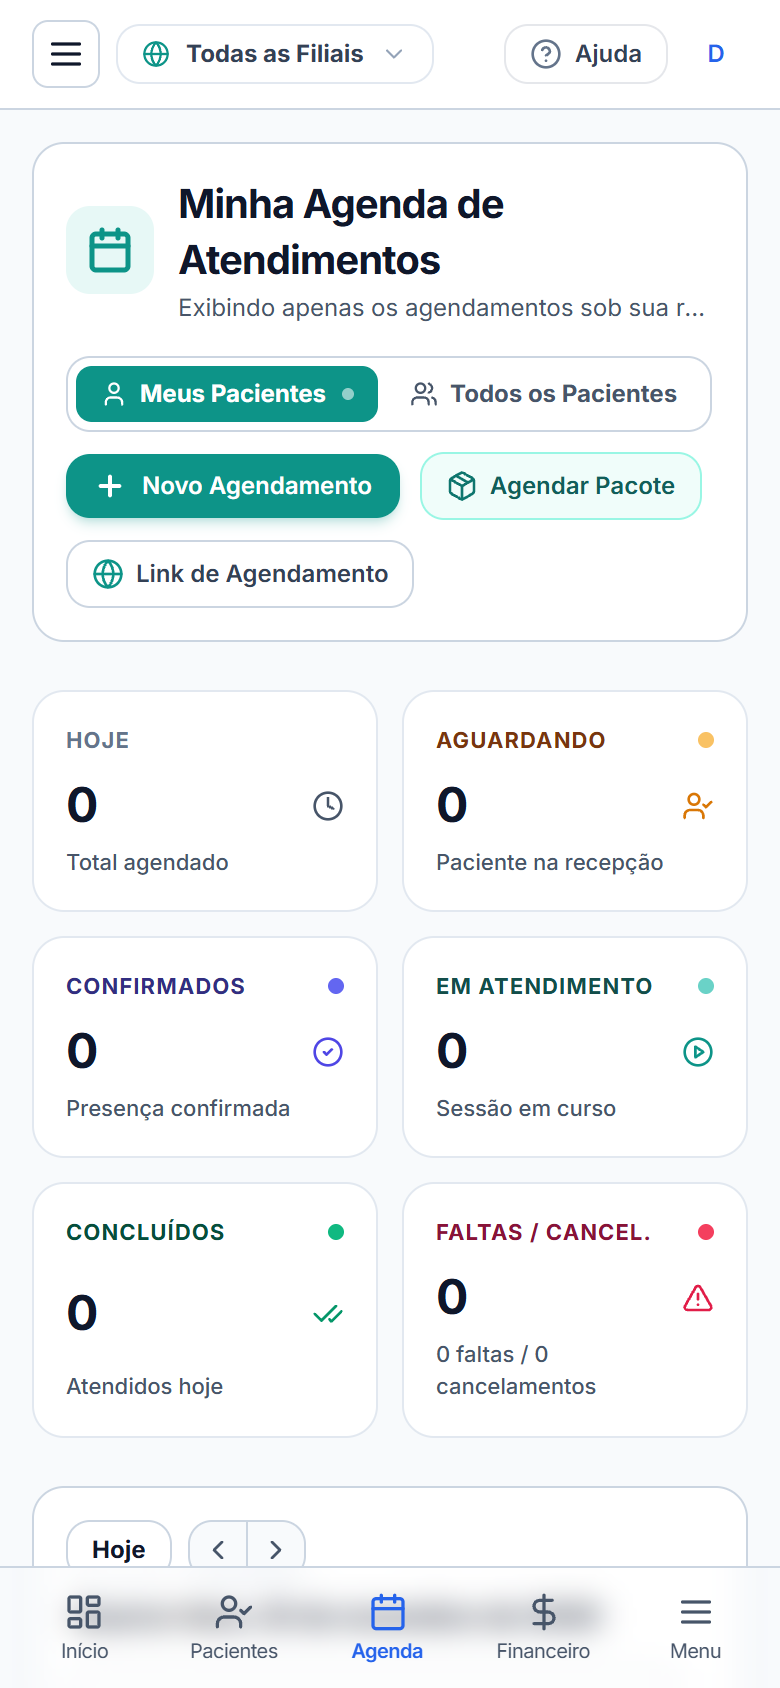 Todas as Filiais
Ajuda
D
Minha Agenda de
Atendimentos
Exibindo apenas os agendamentos sob sua r...
Meus Pacientes
Todos os Pacientes
Novo Agendamento
Agendar Pacote
Link de Agendamento
HOJE
0
Total agendado
AGUARDANDO
0
Paciente na recepção
CONFIRMADOS
0
Presença confirmada
EM ATENDIMENTO
0
Sessão em curso
CONCLUÍDOS
0
Atendidos hoje
FALTAS / CANCEL.
0
0 faltas / 0
cancelamentos
Hoje
Início
Pacientes
Agenda
Financeiro
Menu